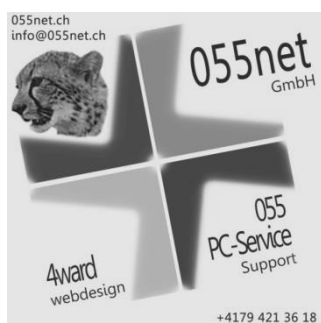 055net.ch
info@055net.ch
055net
GmbH
4ward
webdesign
055
PC-Service
Support
+4179 421 36 18